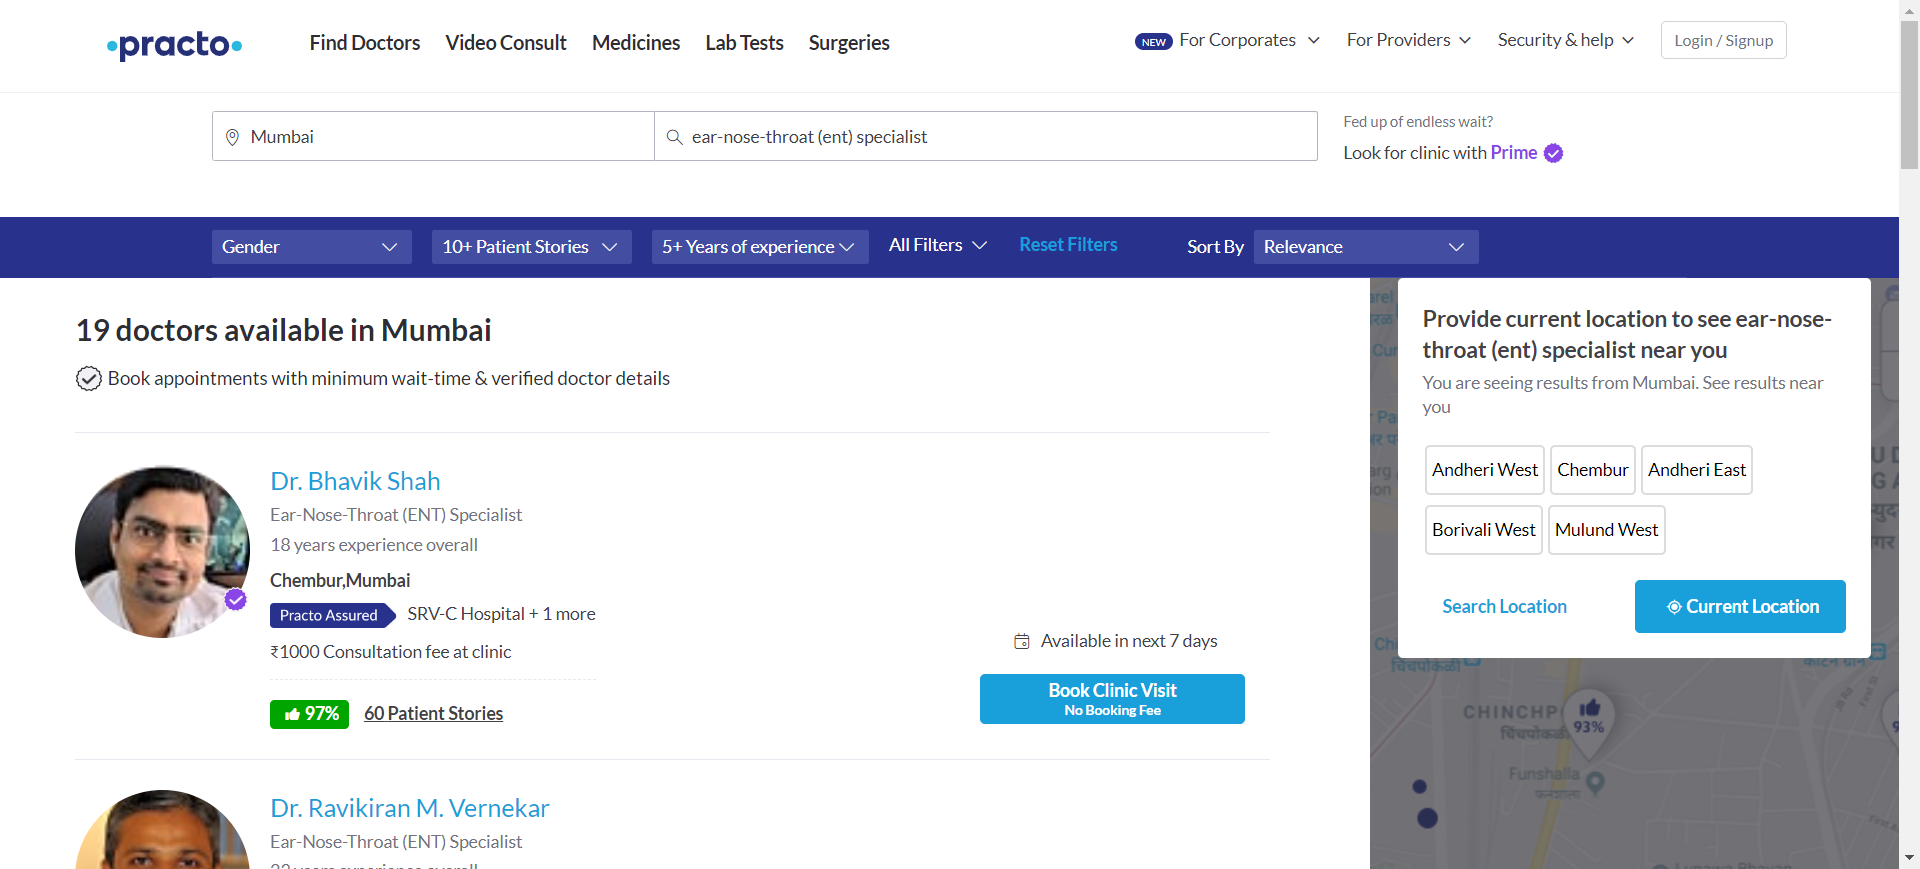 practo
Find Doctors
Video Consult
Medicines
Lab Tests
Surgeries
NEW For Corporates
For Providers
Security & help
Login / Signup
Mumbai
ear-nose-throat (ent) specialist
Fed up of endless wait?
Look for clinic with Prime
Gender
10+ Patient Stories
5+ Years of experience
All Filters
Reset Filters
Sort By
Relevance
19 doctors available in Mumbai
Book appointments with minimum wait-time & verified doctor details
Dr. Bhavik Shah
Ear-Nose-Throat (ENT) Specialist
18 years experience overall
Chembur,Mumbai
Practo Assured SRV-C Hospital + 1 more
₹1000 Consultation fee at clinic
97% 60 Patient Stories
Available in next 7 days
Book Clinic Visit
No Booking Fee
Dr. Ravikiran M. Vernekar
Ear-Nose-Throat (ENT) Specialist
Provide current location to see ear-nose-
throat (ent) specialist near you
You are seeing results from Mumbai. See results near
you
Andheri West
Chembur
Andheri East
Borivali West
Mulund West
Search Location
Current Location
चिंचपोकळी
CHINCHP
चिंचपोकळी
93%
Funshalla
फनशाला